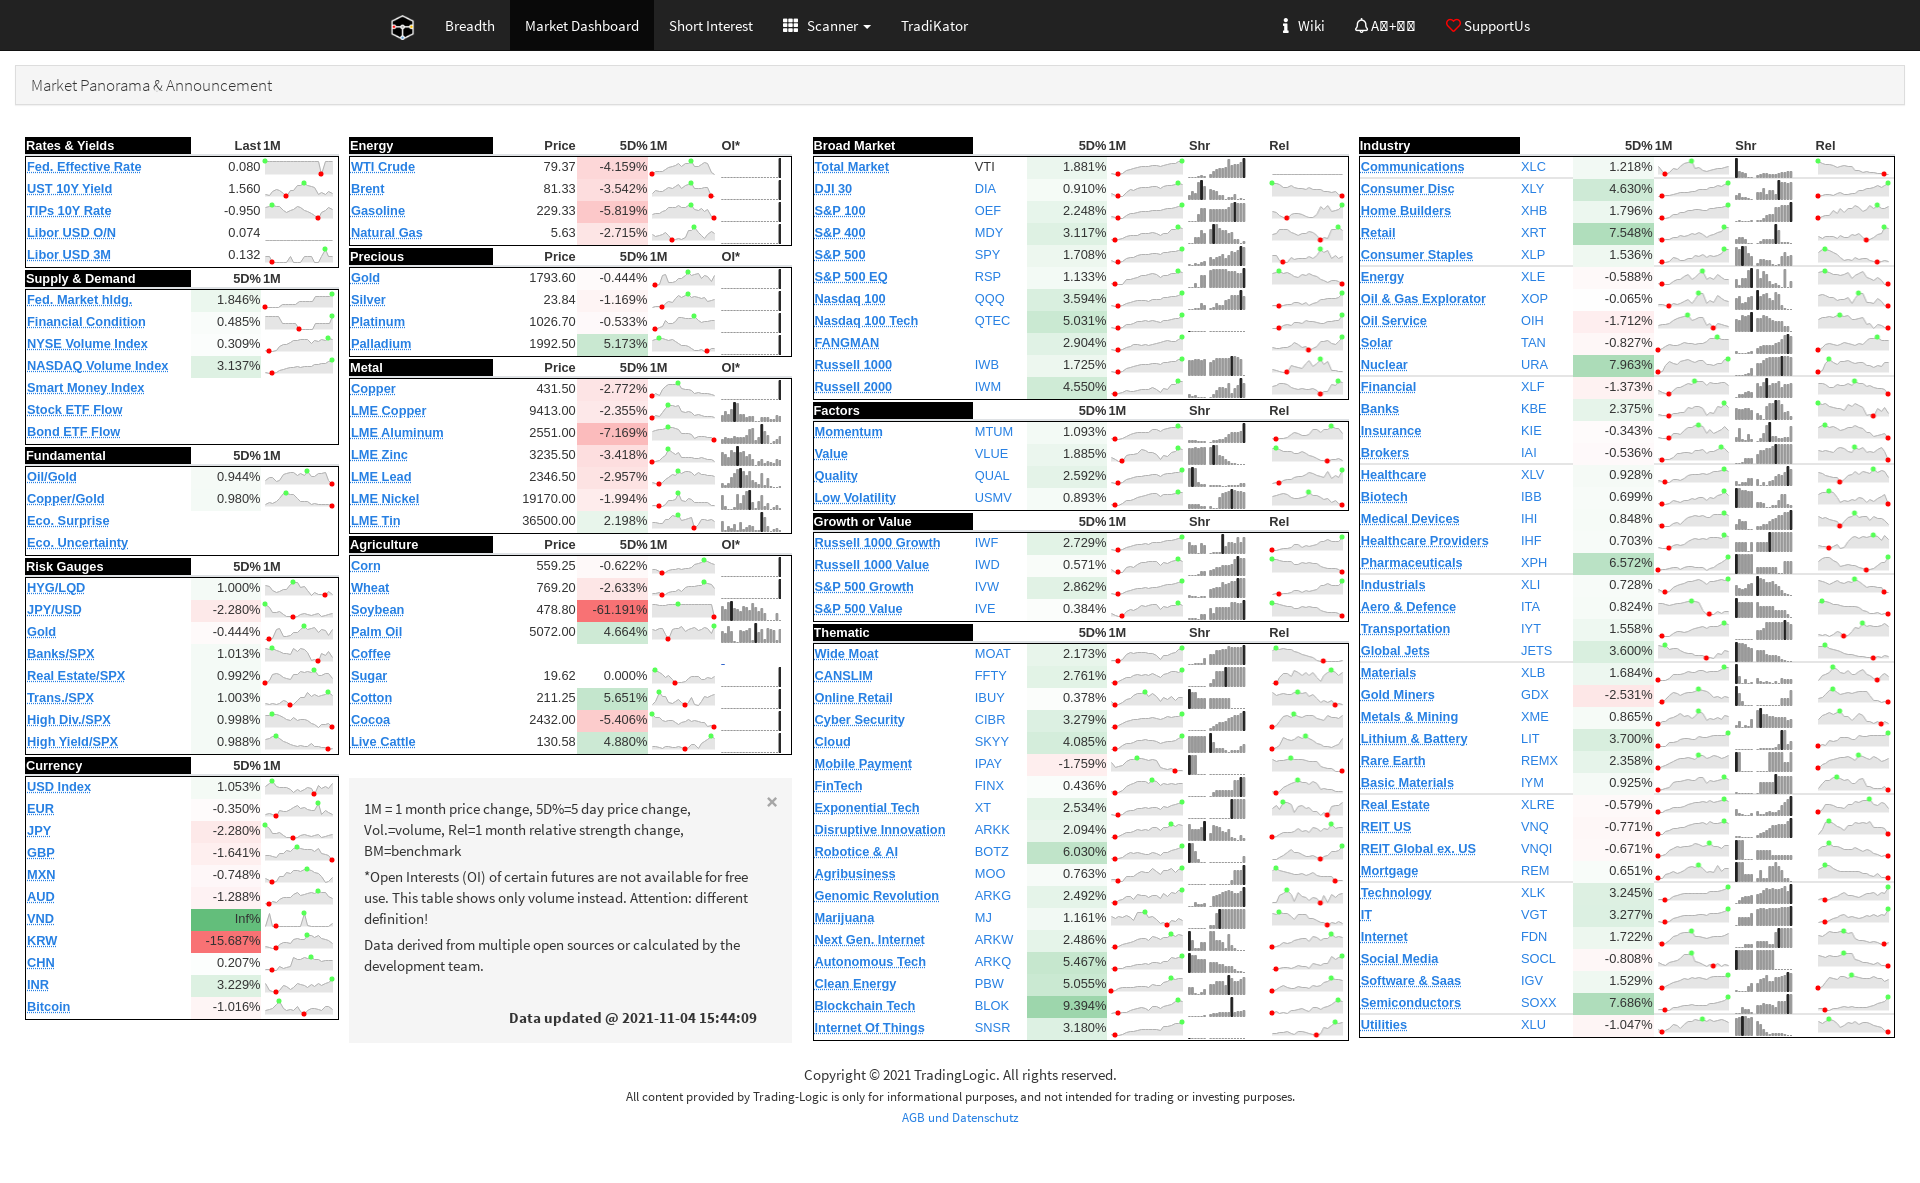 Breadth Market Dashboard Short Interest Scanner TradiKator Wiki SupportUs
Market Panorama & Announcement
Rates & Yields Last 1M
Fed. Effective Rate 0.080
UST 10Y Yield 1.560
TIPs 10Y Rate -0.950
Libor USD O/N 0.074
Libor USD 3M 0.132
Supply & Demand 5D% 1M
Fed. Market hldg. 1.846%
Financial Condition 0.485%
NYSE Volume Index 0.309%
NASDAQ Volume Index 3.137%
Smart Money Index
Stock ETF Flow
Bond ETF Flow
Fundamental 5D% 1M
Oil/Gold 0.944%
Copper/Gold 0.980%
Eco. Surprise
Eco. Uncertainty
Risk Gauges 5D% 1M
HYG/LQD 1.000%
JPY/USD -2.280%
Gold -0.444%
Banks/SPX 1.013%
Real Estate/SPX 0.992%
Trans./SPX 1.003%
High Div./SPX 0.998%
High Yield/SPX 0.988%
Currency 5D% 1M
USD Index 1.053%
EUR -0.350%
JPY -2.280%
GBP -1.641%
MXN -0.748%
AUD -1.288%
VND Inf%
KRW -15.687%
CHN 0.207%
INR 3.229%
Bitcoin -1.016%
Energy Price 5D% 1M OI*
WTI Crude 79.37 -4.159%
Brent 81.33 -3.542%
Gasoline 229.33 -5.819%
Natural Gas 5.63 -2.715%
Precious Price 5D% 1M OI*
Gold 1793.60 -0.444%
Silver 23.84 -1.169%
Platinum 1026.70 -0.533%
Palladium 1992.50 5.173%
Metal Price 5D% 1M OI*
Copper 431.50 -2.772%
LME Copper 9413.00 -2.355%
LME Aluminum 2551.00 -7.169%
LME Zinc 3235.50 -3.418%
LME Lead 2346.50 -2.957%
LME Nickel 19170.00 -1.994%
LME Tin 36500.00 2.198%
Agriculture Price 5D% 1M OI*
Corn 559.25 -0.622%
Wheat 769.20 -2.633%
Soybean 478.80 -61.191%
Palm Oil 5072.00 4.664%
Coffee -
Sugar 19.62 0.000%
Cotton 211.25 5.651%
Cocoa 2432.00 -5.406%
Live Cattle 130.58 4.880%
×
1M = 1 month price change, 5D%=5 day price change,
Vol.=volume, Rel=1 month relative strength change,
BM=benchmark
*Open Interests (OI) of certain futures are not available for free
use. This table shows only volume instead. Attention: different
definition!
Data derived from multiple open sources or calculated by the
development team.
Data updated @ 2021-11-04 15:44:09
Broad Market 5D% 1M Shr Rel
Total Market VTI 1.881%
DJI 30 DIA 0.910%
S&P 100 OEF 2.248%
S&P 400 MDY 3.117%
S&P 500 SPY 1.708%
S&P 500 EQ RSP 1.133%
Nasdaq 100 QQQ 3.594%
Nasdaq 100 Tech QTEC 5.031%
FANGMAN 2.904%
Russell 1000 IWB 1.725%
Russell 2000 IWM 4.550%
Factors 5D% 1M Shr Rel
Momentum MTUM 1.093%
Value VLUE 1.885%
Quality QUAL 2.592%
Low Volatility USMV 0.893%
Growth or Value 5D% 1M Shr Rel
Russell 1000 Growth IWF 2.729%
Russell 1000 Value IWD 0.571%
S&P 500 Growth IVW 2.862%
S&P 500 Value IVE 0.384%
Thematic 5D% 1M Shr Rel
Wide Moat MOAT 2.173%
CANSLIM FFTY 2.761%
Online Retail IBUY 0.378%
Cyber Security CIBR 3.279%
Cloud SKYY 4.085%
Mobile Payment IPAY -1.759%
FinTech FINX 0.436%
Exponential Tech XT 2.534%
Disruptive Innovation ARKK 2.094%
Robotice & AI BOTZ 6.030%
Agribusiness MOO 0.763%
Genomic Revolution ARKG 2.492%
Marijuana MJ 1.161%
Next Gen. Internet ARKW 2.486%
Autonomous Tech ARKQ 5.467%
Clean Energy PBW 5.055%
Blockchain Tech BLOK 9.394%
Internet Of Things SNSR 3.180%
Industry 5D% 1M Shr Rel
Communications XLC 1.218%
Consumer Disc XLY 4.630%
Home Builders XHB 1.796%
Retail XRT 7.548%
Consumer Staples XLP 1.536%
Energy XLE -0.588%
Oil & Gas Explorator XOP -0.065%
Oil Service OIH -1.712%
Solar TAN -0.827%
Nuclear URA 7.963%
Financial XLF -1.373%
Banks KBE 2.375%
Insurance KIE -0.343%
Brokers IAI -0.536%
Healthcare XLV 0.928%
Biotech IBB 0.699%
Medical Devices IHI 0.848%
Healthcare Providers IHF 0.703%
Pharmaceuticals XPH 6.572%
Industrials XLI 0.728%
Aero & Defence ITA 0.824%
Transportation IYT 1.558%
Global Jets JETS 3.600%
Materials XLB 1.684%
Gold Miners GDX -2.531%
Metals & Mining XME 0.865%
Lithium & Battery LIT 3.700%
Rare Earth REMX 2.358%
Basic Materials IYM 0.925%
Real Estate XLRE -0.579%
REIT US VNQ -0.771%
REIT Global ex. US VNQI -0.671%
Mortgage REM 0.651%
Technology XLK 3.245%
IT VGT 3.277%
Internet FDN 1.722%
Social Media SOCL -0.808%
Software & Saas IGV 1.529%
Semiconductors SOXX 7.686%
Utilities XLU -1.047%
Copyright © 2021 TradingLogic. All rights reserved.
All content provided by Trading-Logic is only for informational purposes, and not intended for trading or investing purposes.
AGB und Datenschutz